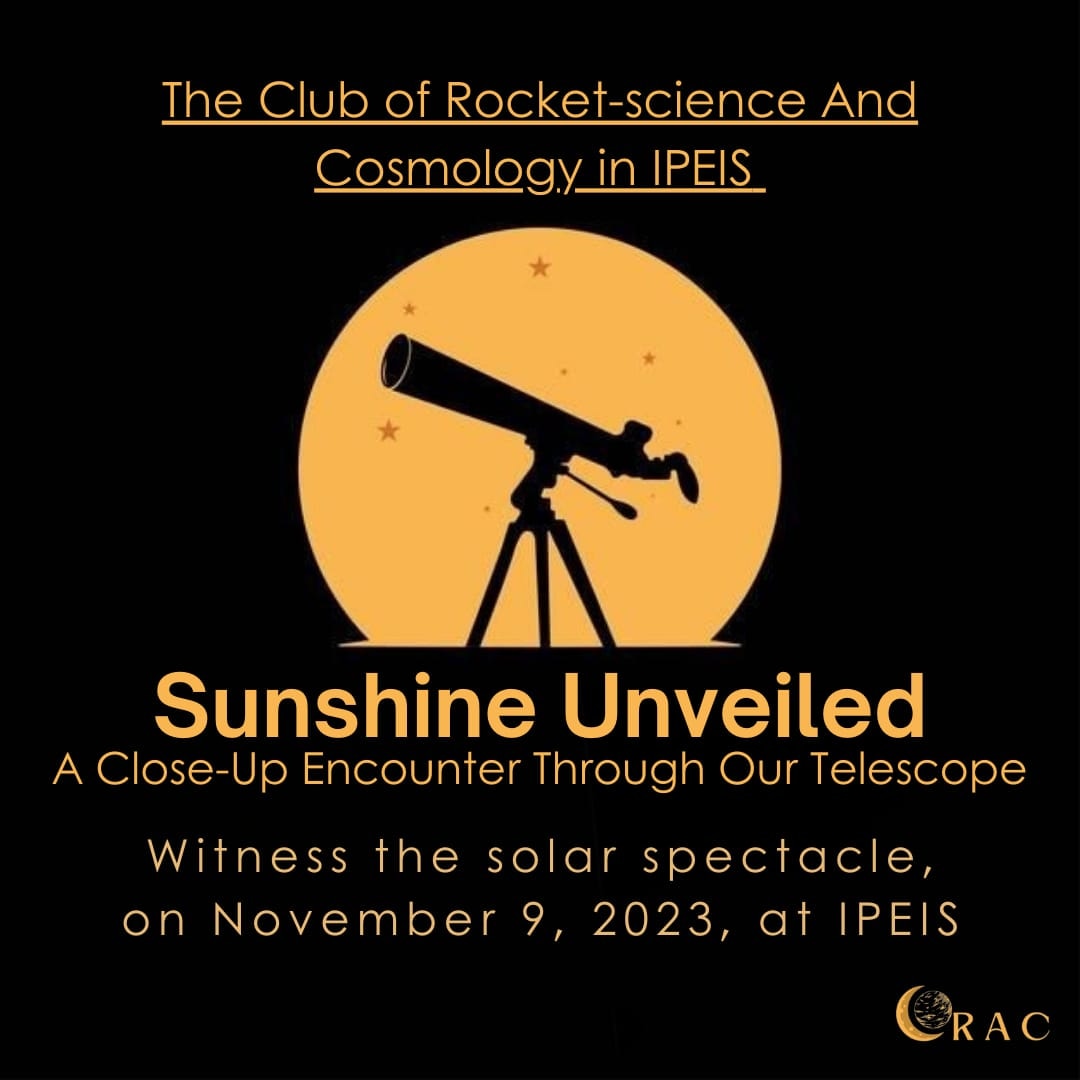 The Club of Rocket-science And
Cosmology in IPEIS
Sunshine Unveiled
A Close-Up Encounter Through Our Telescope
Witness the solar spectacle,
on November 9, 2023, at IPEIS
CRAC